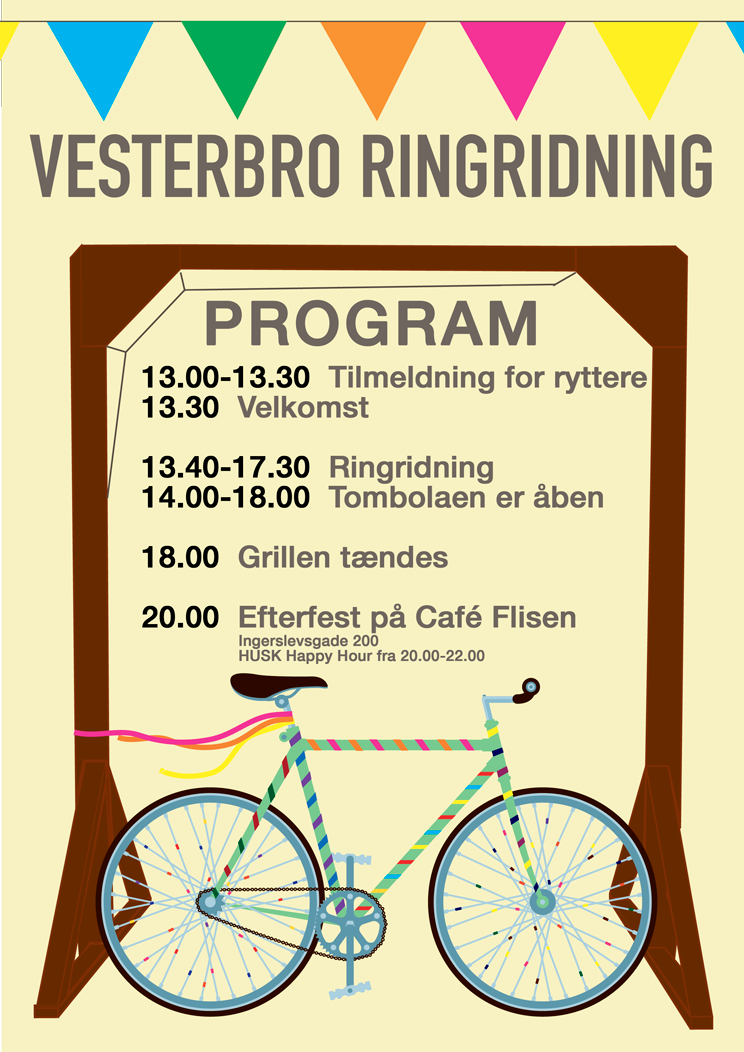 VESTERBRO RINGRIDNING
PROGRAM
13.00-13.30 Tilmeldning for ryttere
13.30 Velkomst
13.40-17.30 Ringridning
14.00-18.00 Tombolaen er åben
18.00 Grillen tændes
20.00 Efterfest på Café Flisen
Ingerslevsgade 200
HUSK Happy Hour fra 20.00-22.00